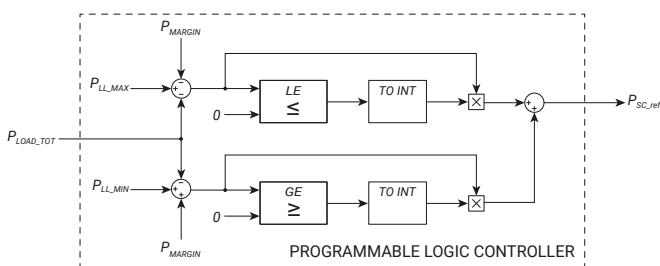 P_MARGIN
P_LL_MAX
0
LE
≤
TO INT
P_SC_ref
P_LOAD_TOT
P_LL_MIN
0
GE
≥
TO INT
P_MARGIN
PROGRAMMABLE LOGIC CONTROLLER